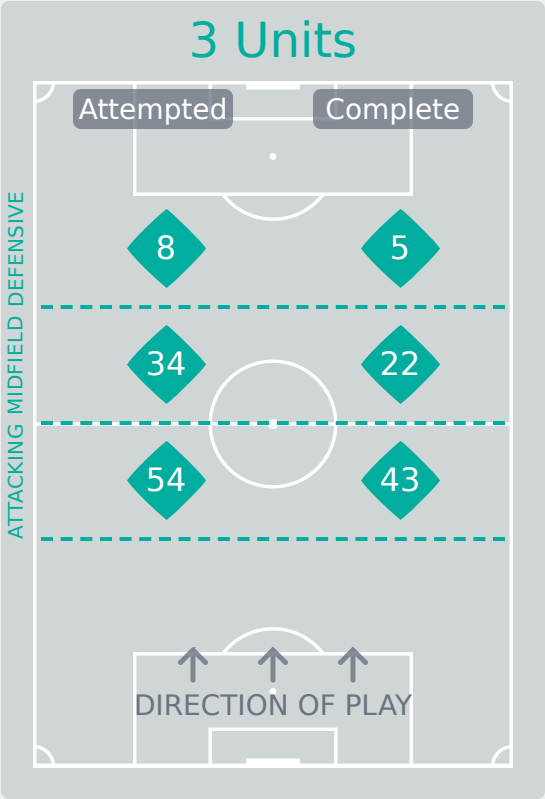 3 Units
Attempted
Complete
ATTACKING MIDFIELD DEFENSIVE
8
5
34
22
54
43
DIRECTION OF PLAY